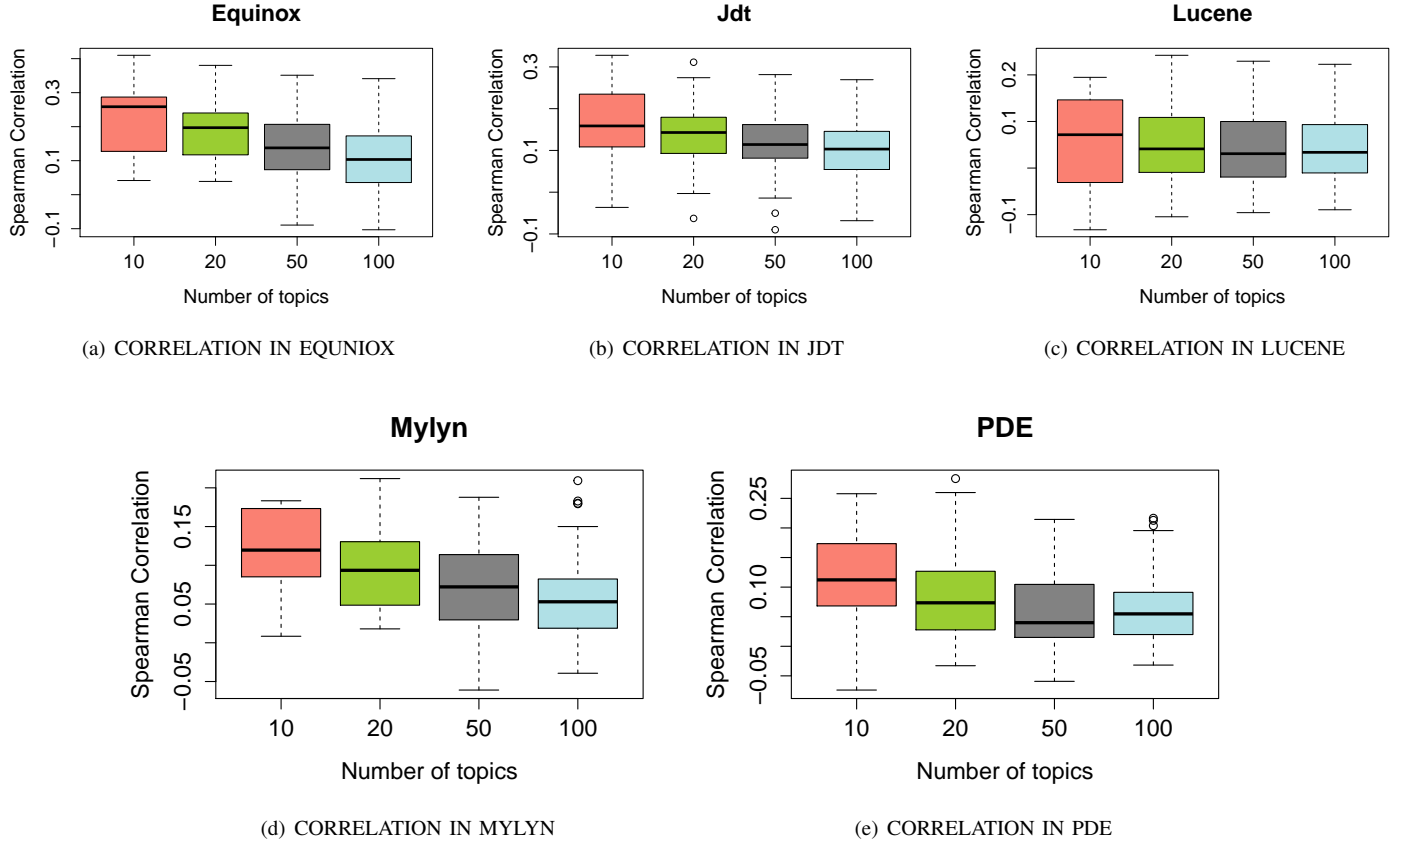 Equinox
Jdt
Lucene
Spearman Correlation
0.3
0.1
−0.1
10 20 50 100
Number of topics
Spearman Correlation
0.3
0.1
−0.1
10 20 50 100
Number of topics
Spearman Correlation
0.2
0.1
−0.1
10 20 50 100
Number of topics
(a) CORRELATION IN EQUNIOX
(b) CORRELATION IN JDT
(c) CORRELATION IN LUCENE
Mylyn
PDE
Spearman Correlation
0.15
0.05
−0.05
10 20 50 100
Number of topics
Spearman Correlation
0.25
0.10
−0.05
10 20 50 100
Number of topics
(d) CORRELATION IN MYLYN
(e) CORRELATION IN PDE